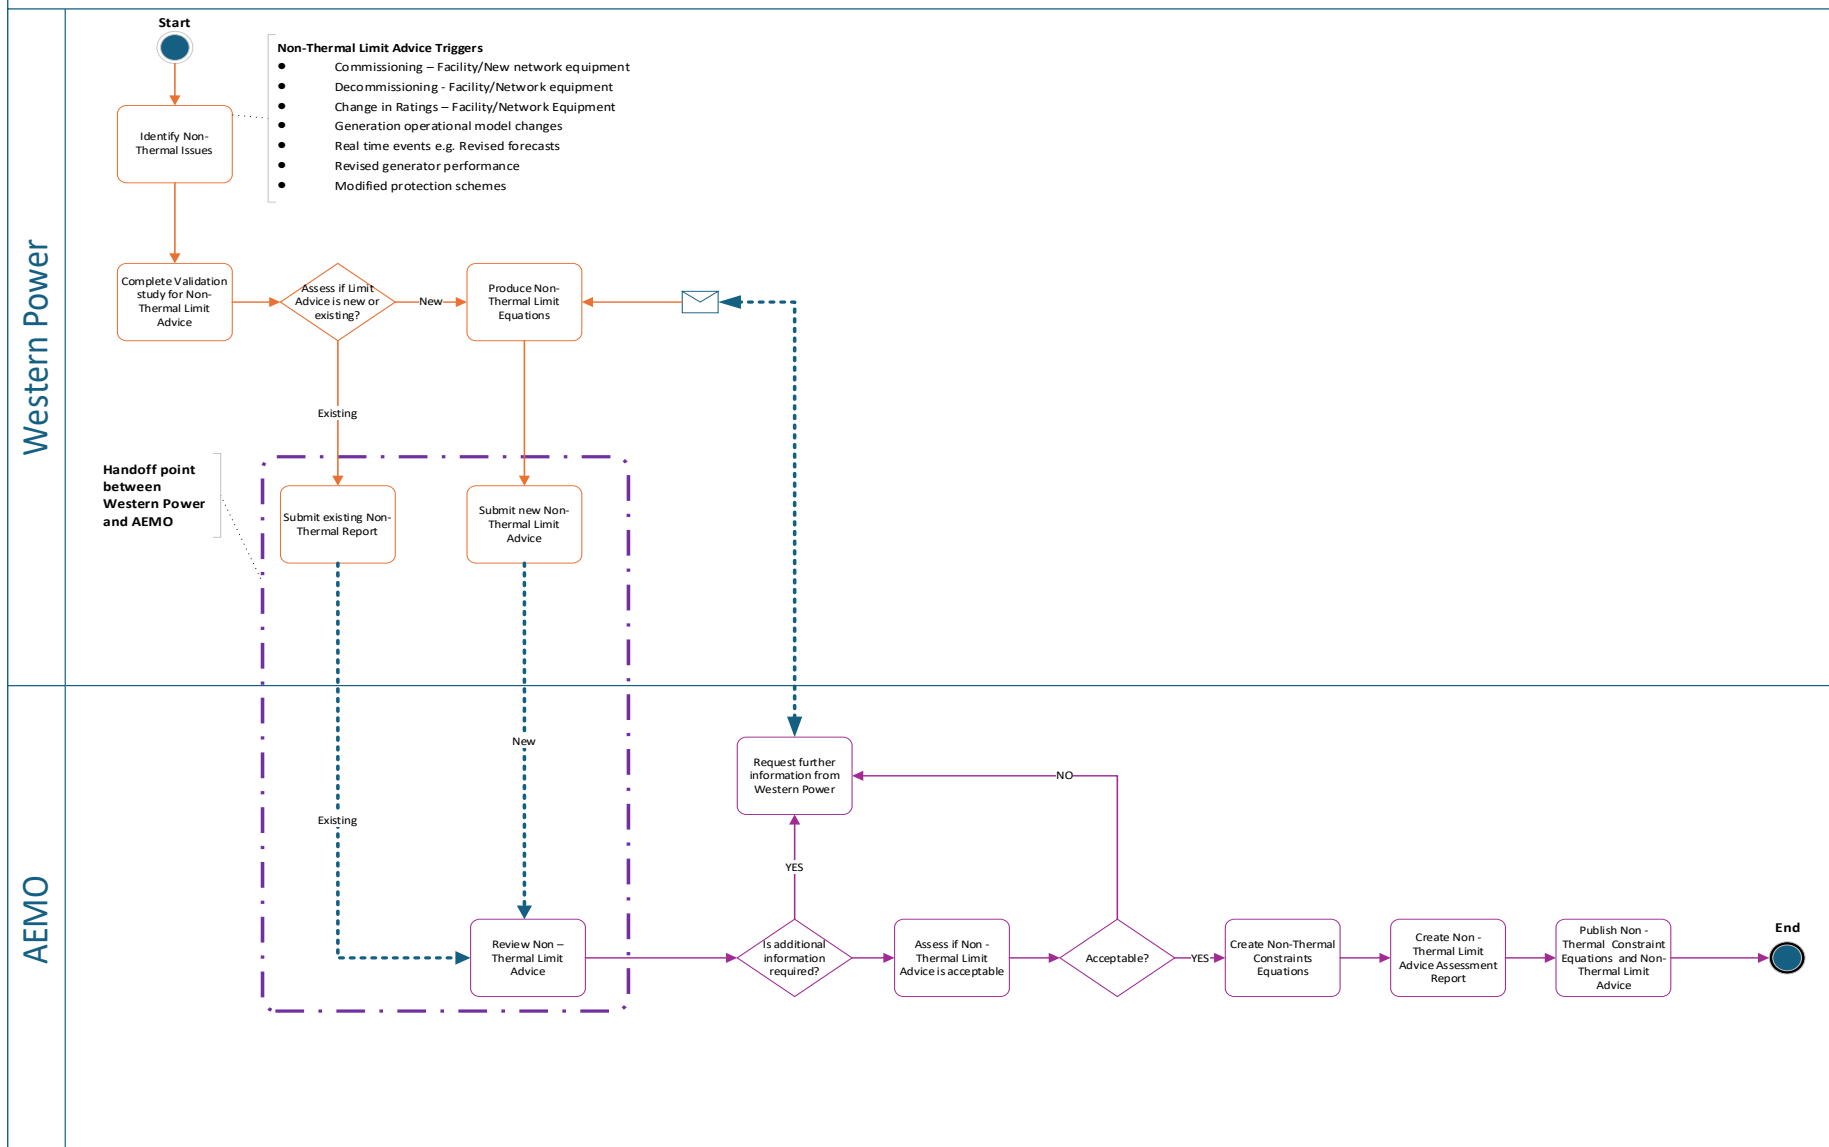 Western Power
Start
Non-Thermal Limit Advice Triggers
● Commissioning – Facility/New network equipment
● Decommissioning - Facility/Network equipment
● Change in Ratings – Facility/Network Equipment
● Generation operational model changes
● Real time events e.g. Revised forecasts
● Revised generator performance
● Modified protection schemes
Identify Non-
Thermal Issues
Complete Validation
study for Non-
Thermal Limit
Advice
Assess if Limit
Advice is new or
existing?
New
Produce Non-
Thermal Limit
Equations
Existing
Handoff point
between
Western Power
and AEMO
Submit existing Non-
Thermal Report
Submit new Non-
Thermal Limit
Advice
AEMO
New
Existing
Request further
information from
Western Power
NO
YES
Review Non –
Thermal Limit
Advice
Is additional
information
required?
Assess if Non -
Thermal Limit
Advice is acceptable
Acceptable?
YES
Create Non-Thermal
Constraints
Equations
Create Non -
Thermal Limit
Advice Assessment
Report
Publish Non -
Thermal Constraint
Equations and Non-
Thermal Limit
Advice
End